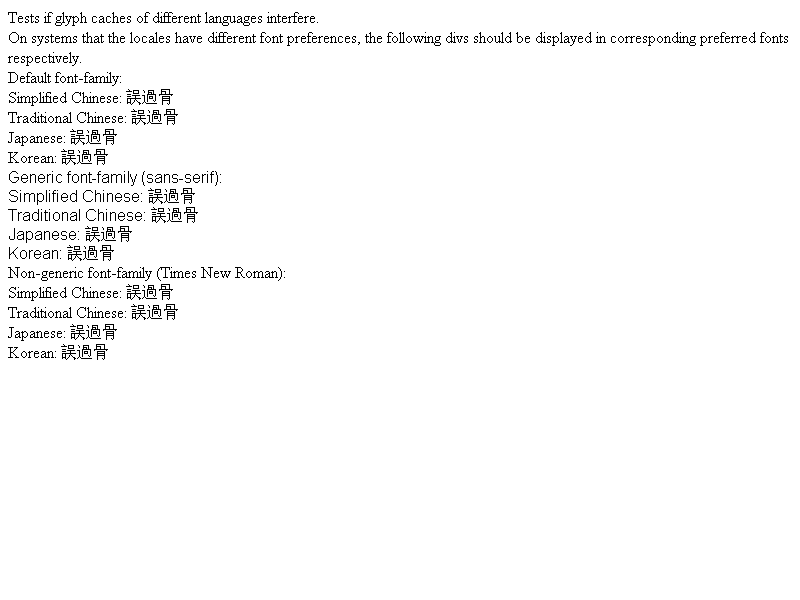 Tests if glyph caches of different languages interfere.
On systems that the locales have different font preferences, the following divs should be displayed in corresponding preferred fonts
respectively.
Default font-family:
Simplified Chinese: 誤過骨
Traditional Chinese: 誤過骨
Japanese: 誤過骨
Korean: 誤過骨
Generic font-family (sans-serif):
Simplified Chinese: 誤過骨
Traditional Chinese: 誤過骨
Japanese: 誤過骨
Korean: 誤過骨
Non-generic font-family (Times New Roman):
Simplified Chinese: 誤過骨
Traditional Chinese: 誤過骨
Japanese: 誤過骨
Korean: 誤過骨